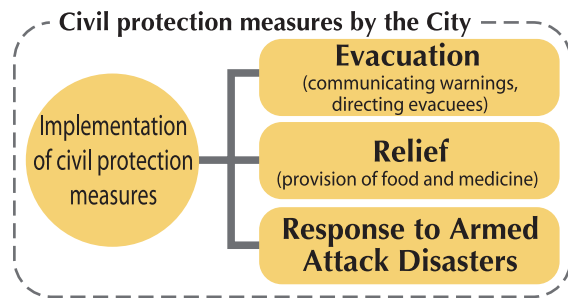 Civil protection measures by the City
Implementation
of civil protection
measures
Evacuation
(communicating warnings,
directing evacuees)
Relief
(provision of food and medicine)
Response to Armed
Attack Disasters